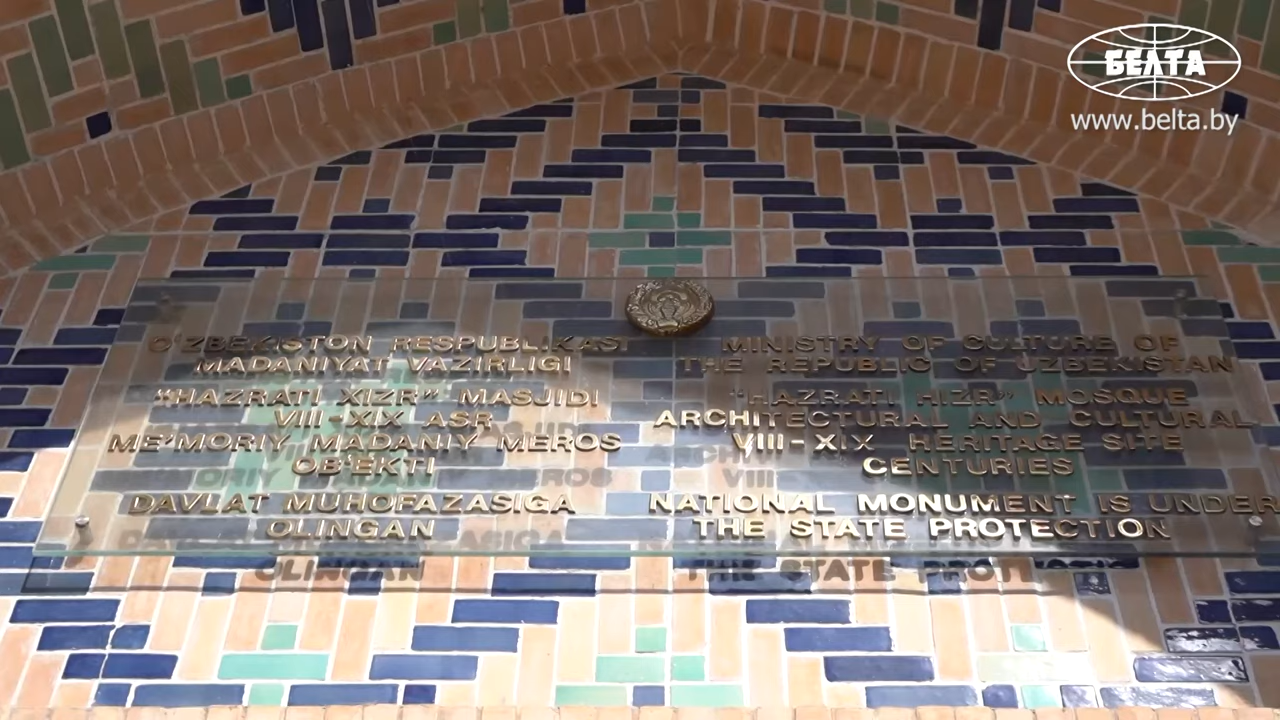 БЕЛТА
www.belta.by
O'ZBEKISTON RESPUBLIKASI
MADANIYAT VAZIRLIGI
"HAZRATI XIZR" MASJIDI
VIII-XIX ASR
ME'MORIY MADANIY MEROS
OB'EKTI
DAVLAT MUHOFAZASIGA
OLINGAN
MINISTRY OF CULTURE OF
THE REPUBLIC OF UZBEKISTAN
"HAZRATI HIZR" MOSQUE
ARCHITECTURAL AND CULTURAL
VIII-XIX HERITAGE SITE
CENTURIES
NATIONAL MONUMENT IS UNDER
THE STATE PROTECTION